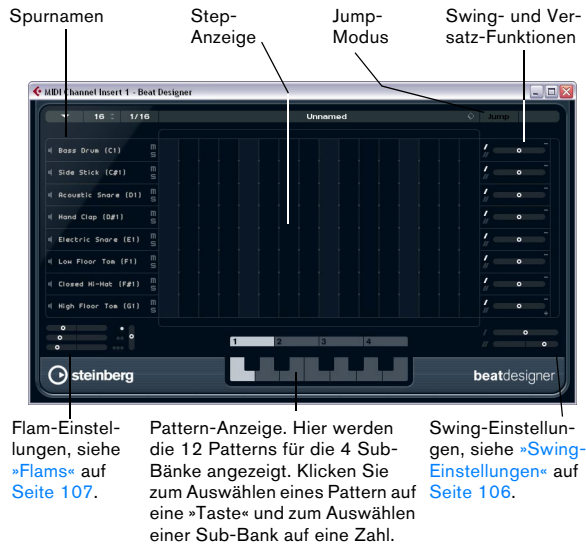 Spurnamen
Step-
Anzeige
Jump-
Modus
Swing- und Ver-
satz-Funktionen
MIDI Channel Insert 1 - Beat Designer
16 1/16 Unnamed Jump
Bass Drum (C1) m s
Side Stick (C#1) m s
Acoustic Snare (D1) m s
Hand Clap (D#1) m s
Electric Snare (E1) m s
Low Floor Tom (F1) m s
Closed Hi-Hat (F#1) m s
High Floor Tom (G1) m s
1 2 3 4
steinberg
beatdesigner
Flam-Einstel-
lungen, siehe
»Flams« auf
Seite 107.
Pattern-Anzeige. Hier werden
die 12 Patterns für die 4 Sub-
Bänke angezeigt. Klicken Sie
zum Auswählen eines Pattern auf
eine »Taste« und zum Auswählen
einer Sub-Bank auf eine Zahl.
Swing-Einstellun-
gen, siehe »Swing-
Einstellungen« auf
Seite 106.